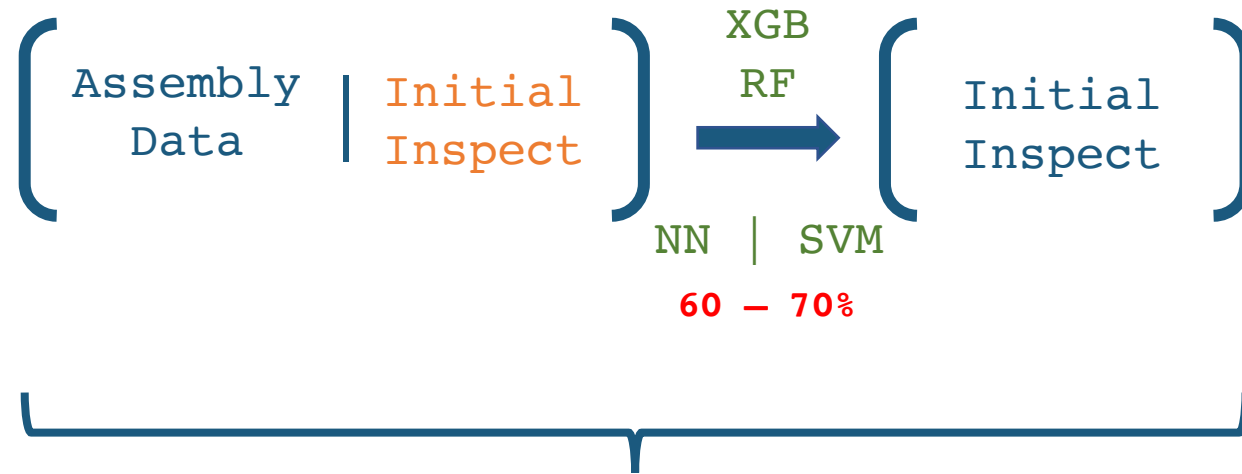 XGB
RF
Assembly
Data
Initial
Inspect
Initial
Inspect
NN | SVM
60 – 70%